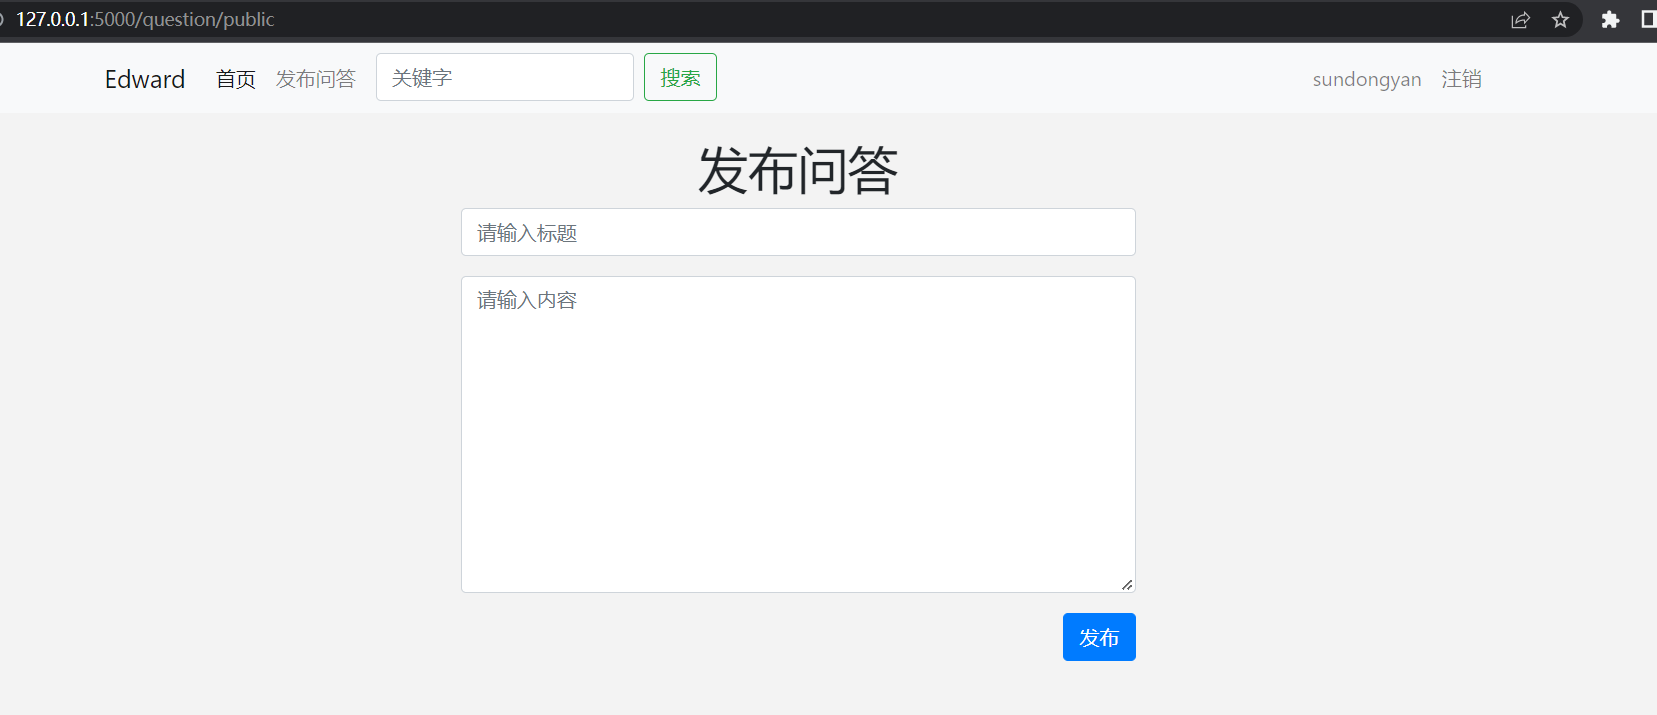 127.0.0.1:5000/question/public
Edward 首页 发布问答 关键字 搜索 sundongyan 注销
发布问答
请输入标题
请输入内容
发布